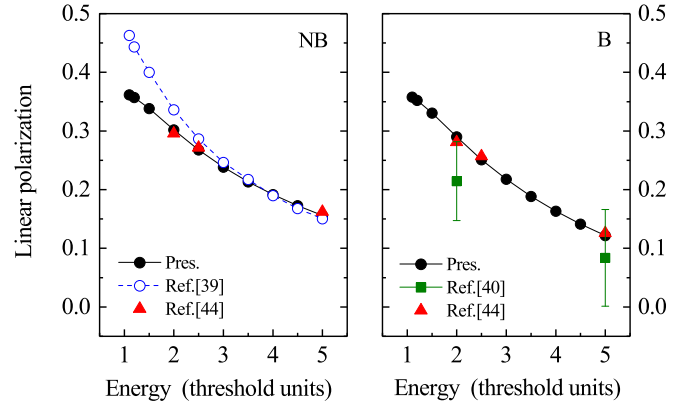 0.5
0.4
0.3
0.2
0.1
0.0
Linear polarization
NB
Pres.
Ref.[39]
Ref.[44]
1 2 3 4 5
Energy (threshold units)
B
Pres.
Ref.[40]
Ref.[44]
1 2 3 4 5
Energy (threshold units)
0.5
0.4
0.3
0.2
0.1
0.0